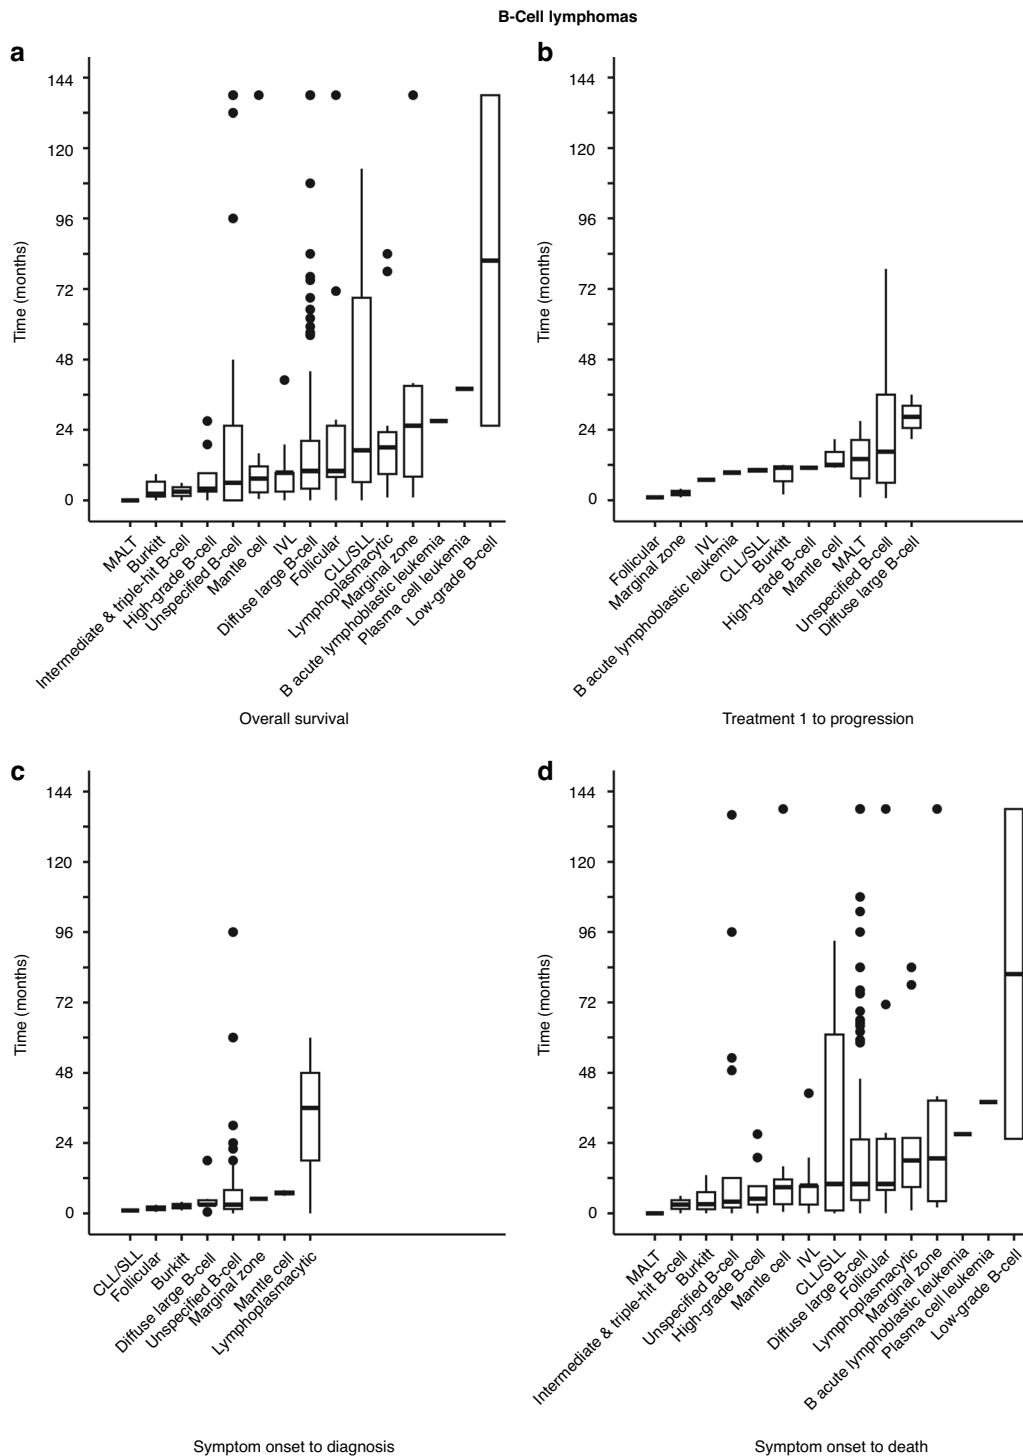 B-Cell lymphomas
a
144
120
96
72
48
24
0
Time (months)
MALT
Burkitt
Intermediate & triple-hit B-cell
High-grade B-cell
Unspecified B-cell
Mantle cell
IVL
Diffuse large B-cell
Follicular
CLL/SLL
Lymphoplasmacytic
Marginal zone
B acute lymphoblastic leukemia
Plasma cell leukemia
Low-grade B-cell
Overall survival
b
144
120
96
72
48
24
0
Time (months)
Follicular
Marginal zone
IVL
B acute lymphoblastic leukemia
CLL/SLL
Burkitt
High-grade B-cell
Mantle cell
MALT
Unspecified B-cell
Diffuse large B-cell
Treatment 1 to progression
c
144
120
96
72
48
24
0
Time (months)
CLL/SLL
Follicular
Burkitt
Diffuse large B-cell
Unspecified B-cell
Marginal zone
Mantle cell
Lymphoplasmacytic
Symptom onset to diagnosis
d
144
120
96
72
48
24
0
Time (months)
MALT
Intermediate & triple-hit B-cell
Burkitt
Unspecified B-cell
High-grade B-cell
Mantle cell
IVL
CLL/SLL
Diffuse large B-cell
Follicular
Lymphoplasmacytic
Marginal zone
B acute lymphoblastic leukemia
Plasma cell leukemia
Low-grade B-cell
Symptom onset to death